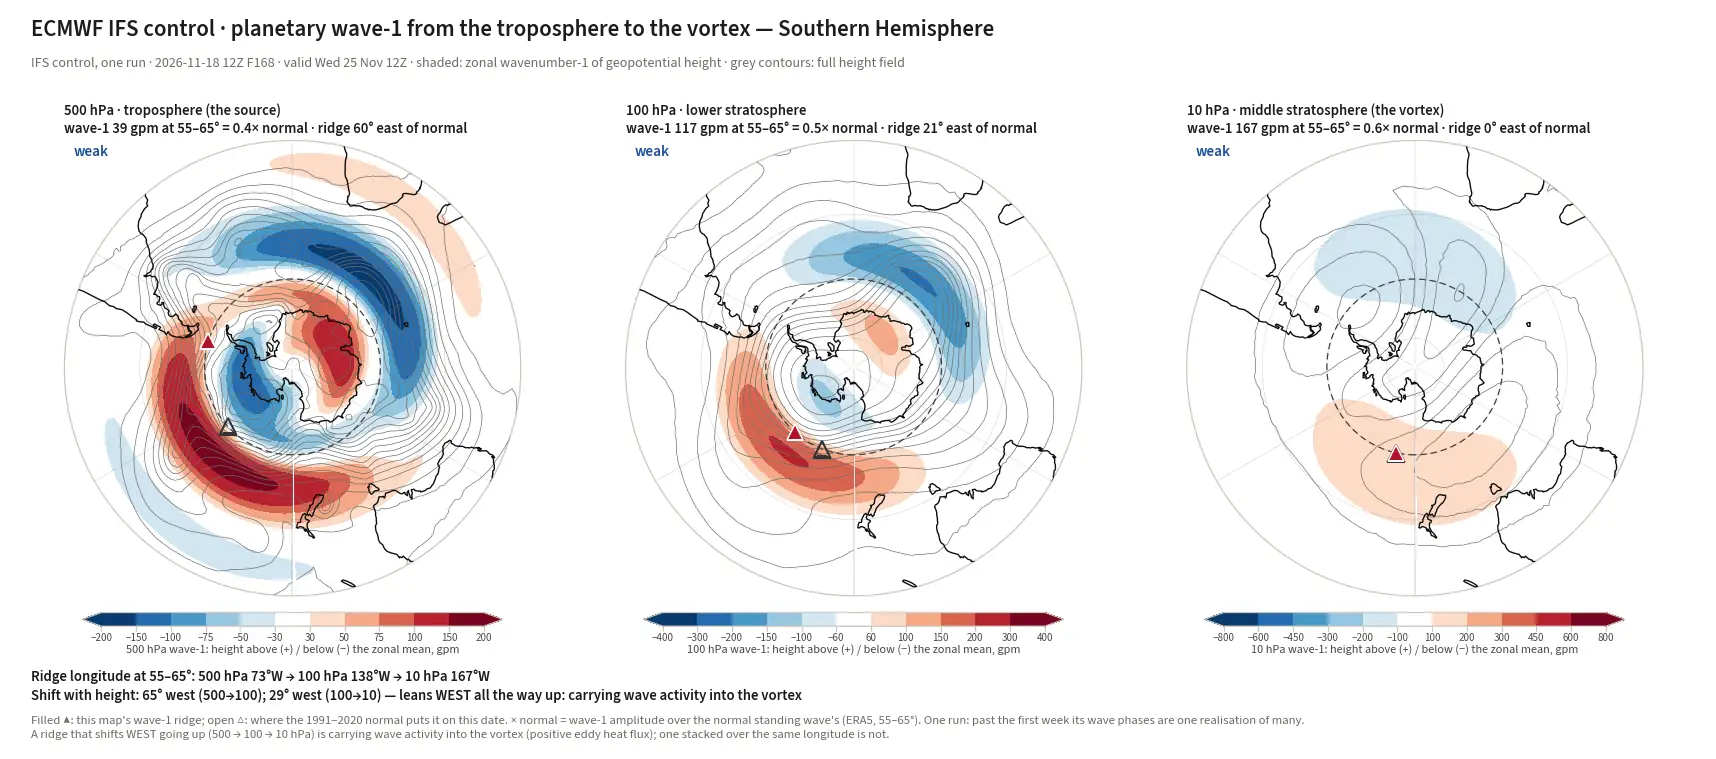 ECMWF IFS control · planetary wave-1 from the troposphere to the vortex — Southern Hemisphere
IFS control, one run · 2026-11-18 12Z F168 · valid Wed 25 Nov 12Z · shaded: zonal wavenumber-1 of geopotential height · grey contours: full height field
500 hPa · troposphere (the source)
wave-1 39 gpm at 55–65° = 0.4× normal · ridge 60° east of normal
weak
100 hPa · lower stratosphere
wave-1 117 gpm at 55–65° = 0.5× normal · ridge 21° east of normal
weak
10 hPa · middle stratosphere (the vortex)
wave-1 167 gpm at 55–65° = 0.6× normal · ridge 0° east of normal
weak
−200 −150 −100 −75 −50 −30 30 50 75 100 150 200
500 hPa wave-1: height above (+) / below (−) the zonal mean, gpm
−400 −300 −200 −150 −100 −60 60 100 150 200 300 400
100 hPa wave-1: height above (+) / below (−) the zonal mean, gpm
−800 −600 −450 −300 −200 −100 100 200 300 450 600 800
10 hPa wave-1: height above (+) / below (−) the zonal mean, gpm
Ridge longitude at 55–65°: 500 hPa 73°W → 100 hPa 138°W → 10 hPa 167°W
Shift with height: 65° west (500→100); 29° west (100→10) — leans WEST all the way up: carrying wave activity into the vortex
Filled ▲: this map's wave-1 ridge; open △: where the 1991–2020 normal puts it on this date. × normal = wave-1 amplitude over the normal standing wave's (ERA5, 55–65°). One run: past the first week its wave phases are one realisation of many.
A ridge that shifts WEST going up (500 → 100 → 10 hPa) is carrying wave activity into the vortex (positive eddy heat flux); one stacked over the same longitude is not.